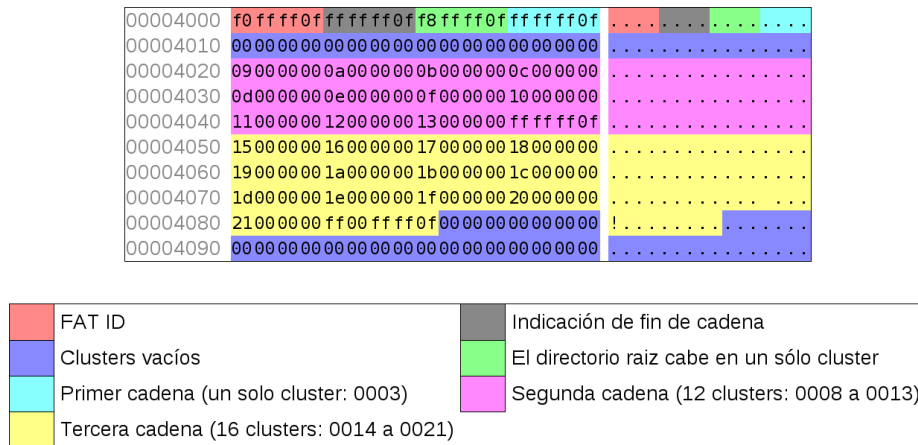 00004000 f0ffff0fffffff0ff8ffff0fffffff0f ................
00004010 00000000000000000000000000000000 ................
00004020 090000000a0000000b0000000c000000 ................
00004030 0d0000000e0000000f00000010000000 ................
00004040 110000001200000013000000ffffff0f ................
00004050 15000000160000001700000018000000 ................
00004060 190000001a0000001b0000001c000000 ................
00004070 1d0000001e0000001f00000020000000 ............ ...
00004080 21000000ff00ffff0f00000000000000 !...............
00004090 00000000000000000000000000000000 ................
FAT ID
Indicación de fin de cadena
Clusters vacíos
El directorio raiz cabe en un sólo cluster
Primer cadena (un solo cluster: 0003)
Segunda cadena (12 clusters: 0008 a 0013)
Tercera cadena (16 clusters: 0014 a 0021)